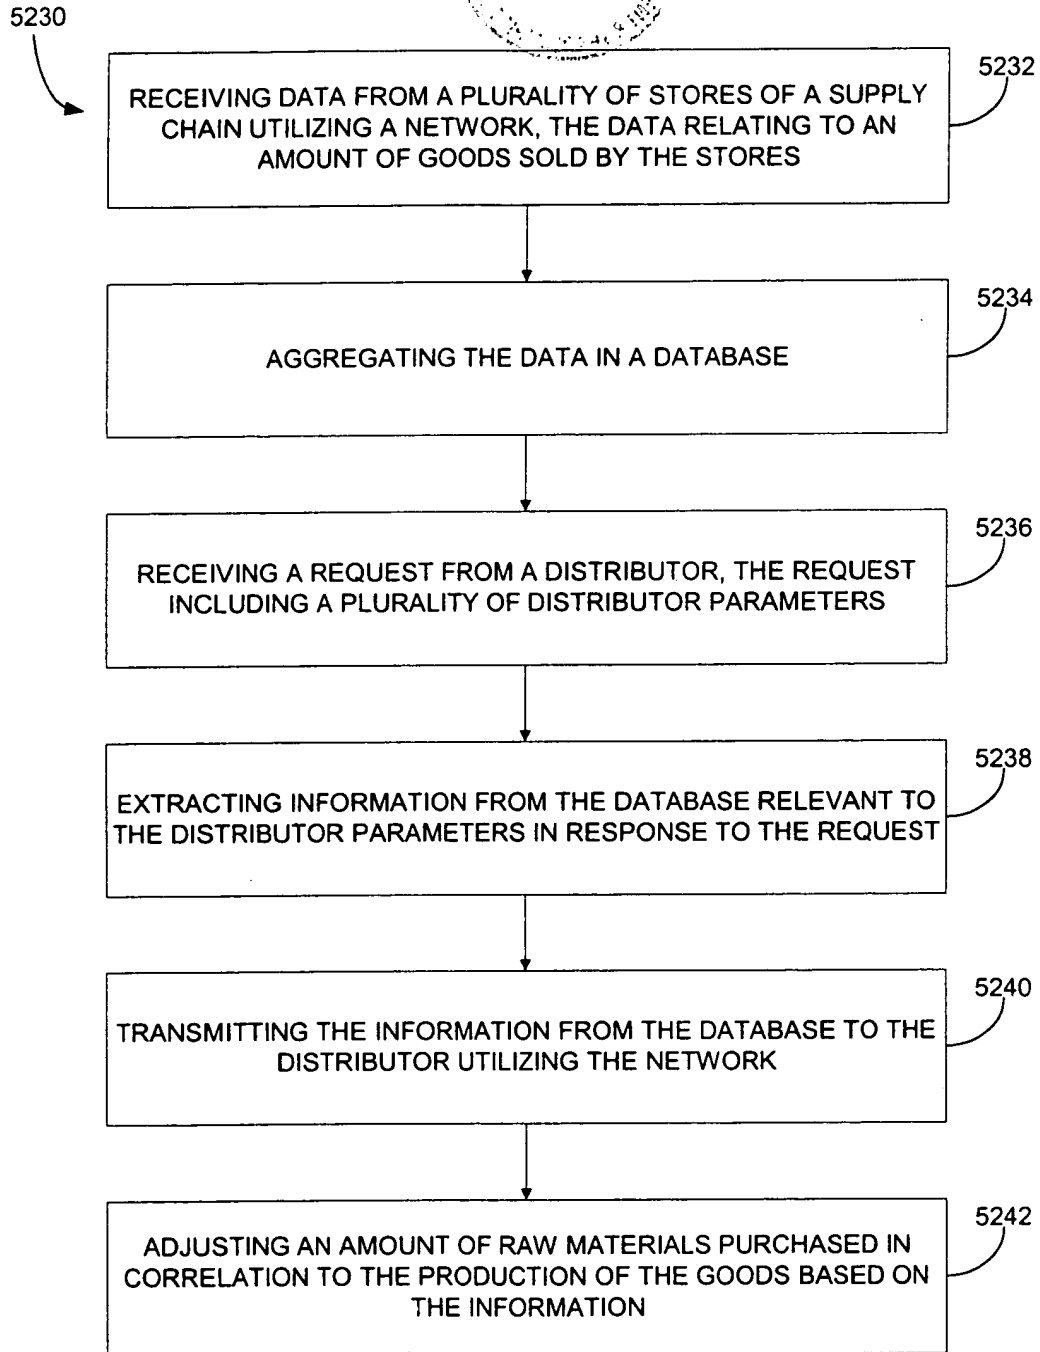 5230
5232
RECEIVING DATA FROM A PLURALITY OF STORES OF A SUPPLY
CHAIN UTILIZING A NETWORK, THE DATA RELATING TO AN
AMOUNT OF GOODS SOLD BY THE STORES
5234
AGGREGATING THE DATA IN A DATABASE
5236
RECEIVING A REQUEST FROM A DISTRIBUTOR, THE REQUEST
INCLUDING A PLURALITY OF DISTRIBUTOR PARAMETERS
5238
EXTRACTING INFORMATION FROM THE DATABASE RELEVANT TO
THE DISTRIBUTOR PARAMETERS IN RESPONSE TO THE REQUEST
5240
TRANSMITTING THE INFORMATION FROM THE DATABASE TO THE
DISTRIBUTOR UTILIZING THE NETWORK
5242
ADJUSTING AN AMOUNT OF RAW MATERIALS PURCHASED IN
CORRELATION TO THE PRODUCTION OF THE GOODS BASED ON
THE INFORMATION